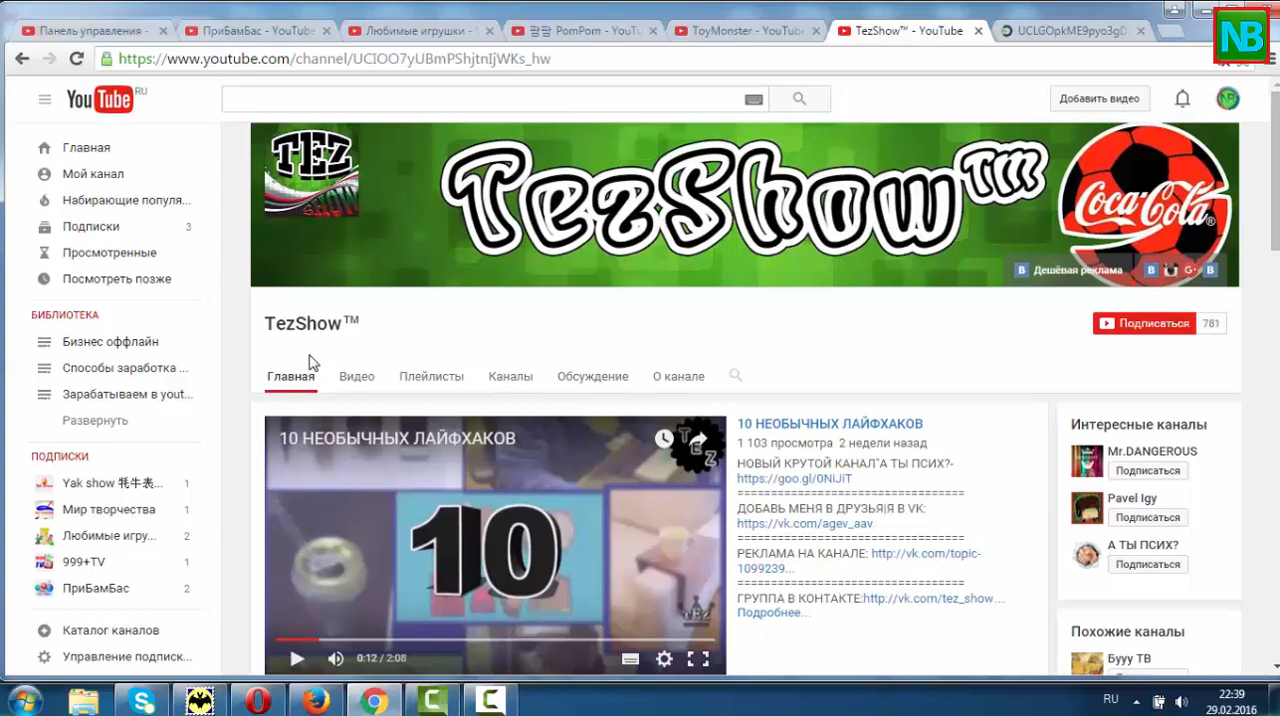 Панель управления -
ПриБамБас - YouTube
Любимые игрушки -
팜팜 PomPom - YouTu
ToyMonster - YouTube
TezShow™ - YouTube
UCLGOpkME9pyo3gD
NB
https://www.youtube.com/channel/UCIOO7yUBmPShjtnIjWKs_hw
YouTube RU
Добавить видео
Главная
Мой канал
Набирающие популя...
Подписки 3
Просмотренные
Посмотреть позже
БИБЛИОТЕКА
Бизнес оффлайн
Способы заработка ...
Зарабатываем в yout...
Развернуть
ПОДПИСКИ
Yak show 牦牛表... 1
Мир творчества 1
Любимые игру... 2
999+TV 1
ПриБамБас 2
Каталог каналов
Управление подписк...
TEZ
SHOW
TezShow™
Coca-Cola®
Дешёвая реклама
TezShow™
Подписаться 781
Главная
Видео
Плейлисты
Каналы
Обсуждение
О канале
10 НЕОБЫЧНЫХ ЛАЙФХАКОВ
TEZ
10
TEZ
0:12 / 2:08
10 НЕОБЫЧНЫХ ЛАЙФХАКОВ
1 103 просмотра 2 недели назад
НОВЫЙ КРУТОЙ КАНАЛ"А ТЫ ПСИХ?-
https://goo.gl/0NiJiT
==================================
ДОБАВЬ МЕНЯ В ДРУЗЬЯ|Я В VK:
https://vk.com/agev_aav
==================================
РЕКЛАМА НА КАНАЛЕ: http://vk.com/topic-
1099239...
==================================
ГРУППА В КОНТАКТЕ:http://vk.com/tez_show...
Подробнее...
Интересные каналы
Mr.DANGEROUS
Подписаться
Pavel Igy
Подписаться
А ТЫ ПСИХ?
Подписаться
Похожие каналы
Бууу ТВ
RU
22:39
29.02.2016